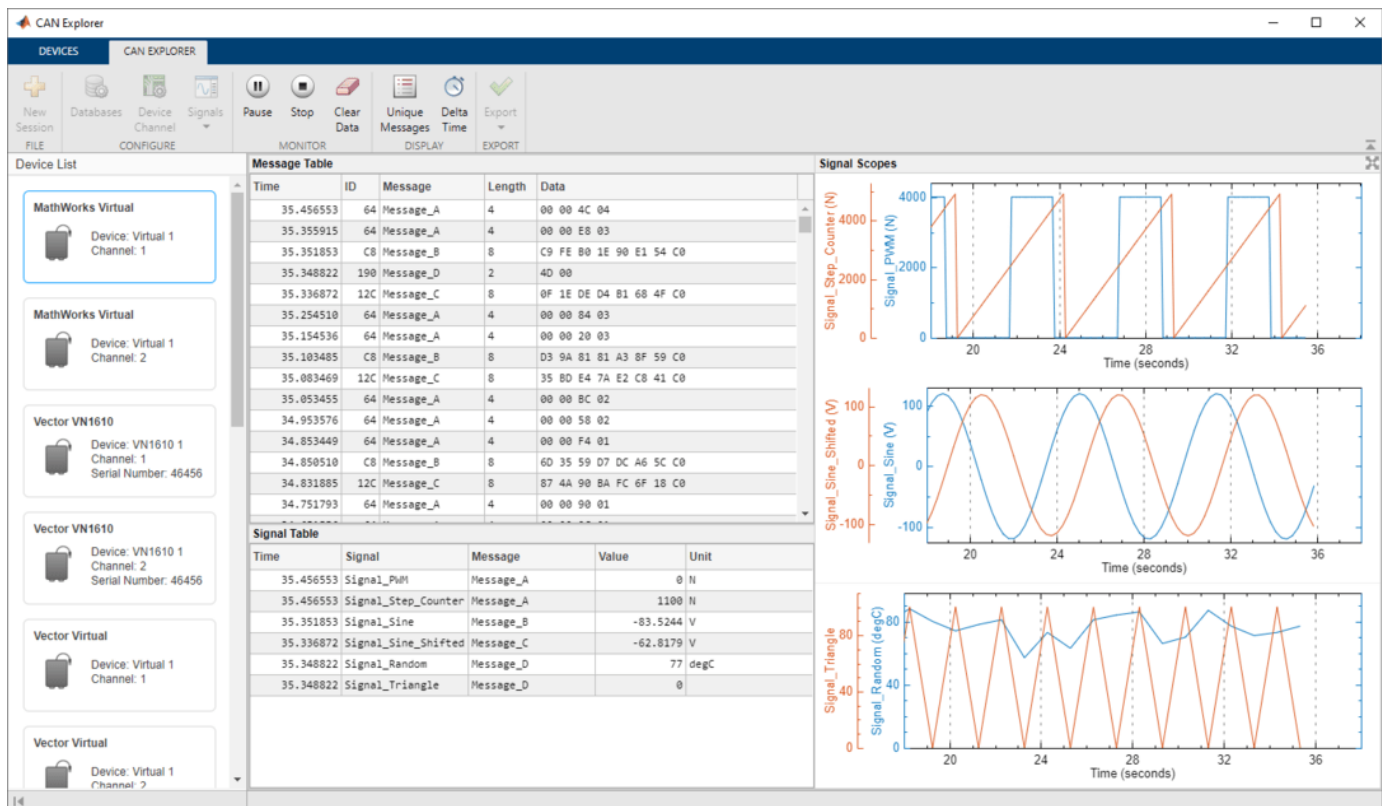 CAN Explorer
DEVICES CAN EXPLORER
New Session Databases Device Channel Signals Pause Stop Clear Data Unique Messages Delta Time Export
FILE CONFIGURE MONITOR DISPLAY EXPORT
Device List
MathWorks Virtual
Device: Virtual 1
Channel: 1
MathWorks Virtual
Device: Virtual 1
Channel: 2
Vector VN1610
Device: VN1610 1
Channel: 1
Serial Number: 46456
Vector VN1610
Device: VN1610 1
Channel: 2
Serial Number: 46456
Vector Virtual
Device: Virtual 1
Channel: 1
Vector Virtual
Device: Virtual 1
Channel: 2
Message Table
Time ID Message Length Data
35.456553 64 Message_A 4 00 00 4C 04
35.355915 64 Message_A 4 00 00 E8 03
35.351853 C8 Message_B 8 C9 FE B0 1E 90 E1 54 C0
35.348822 190 Message_D 2 4D 00
35.336872 12C Message_C 8 0F 1E DE D4 B1 68 4F C0
35.254510 64 Message_A 4 00 00 84 03
35.154536 64 Message_A 4 00 00 20 03
35.103485 C8 Message_B 8 D3 9A 81 81 A3 8F 59 C0
35.083469 12C Message_C 8 35 BD E4 7A E2 C8 41 C0
35.053455 64 Message_A 4 00 00 BC 02
34.953576 64 Message_A 4 00 00 58 02
34.853449 64 Message_A 4 00 00 F4 01
34.850510 C8 Message_B 8 6D 35 59 D7 DC A6 5C C0
34.831885 12C Message_C 8 87 4A 90 BA FC 6F 18 C0
34.751793 64 Message_A 4 00 00 90 01
Signal Table
Time Signal Message Value Unit
35.456553 Signal_PWM Message_A 0 N
35.456553 Signal_Step_Counter Message_A 1100 N
35.351853 Signal_Sine Message_B -83.5244 V
35.336872 Signal_Sine_Shifted Message_C -62.8179 V
35.348822 Signal_Random Message_D 77 degC
35.348822 Signal_Triangle Message_D 0
Signal Scopes
Signal_Step_Counter (N)
4000
2000
0
Signal_PWM (N)
4000
2000
0
20 24 28 32 36
Time (seconds)
Signal_Sine_Shifted (V)
100
0
-100
Signal_Sine (V)
100
0
-100
20 24 28 32 36
Time (seconds)
Signal_Triangle
80
40
0
Signal_Random (degC)
80
40
0
20 24 28 32 36
Time (seconds)